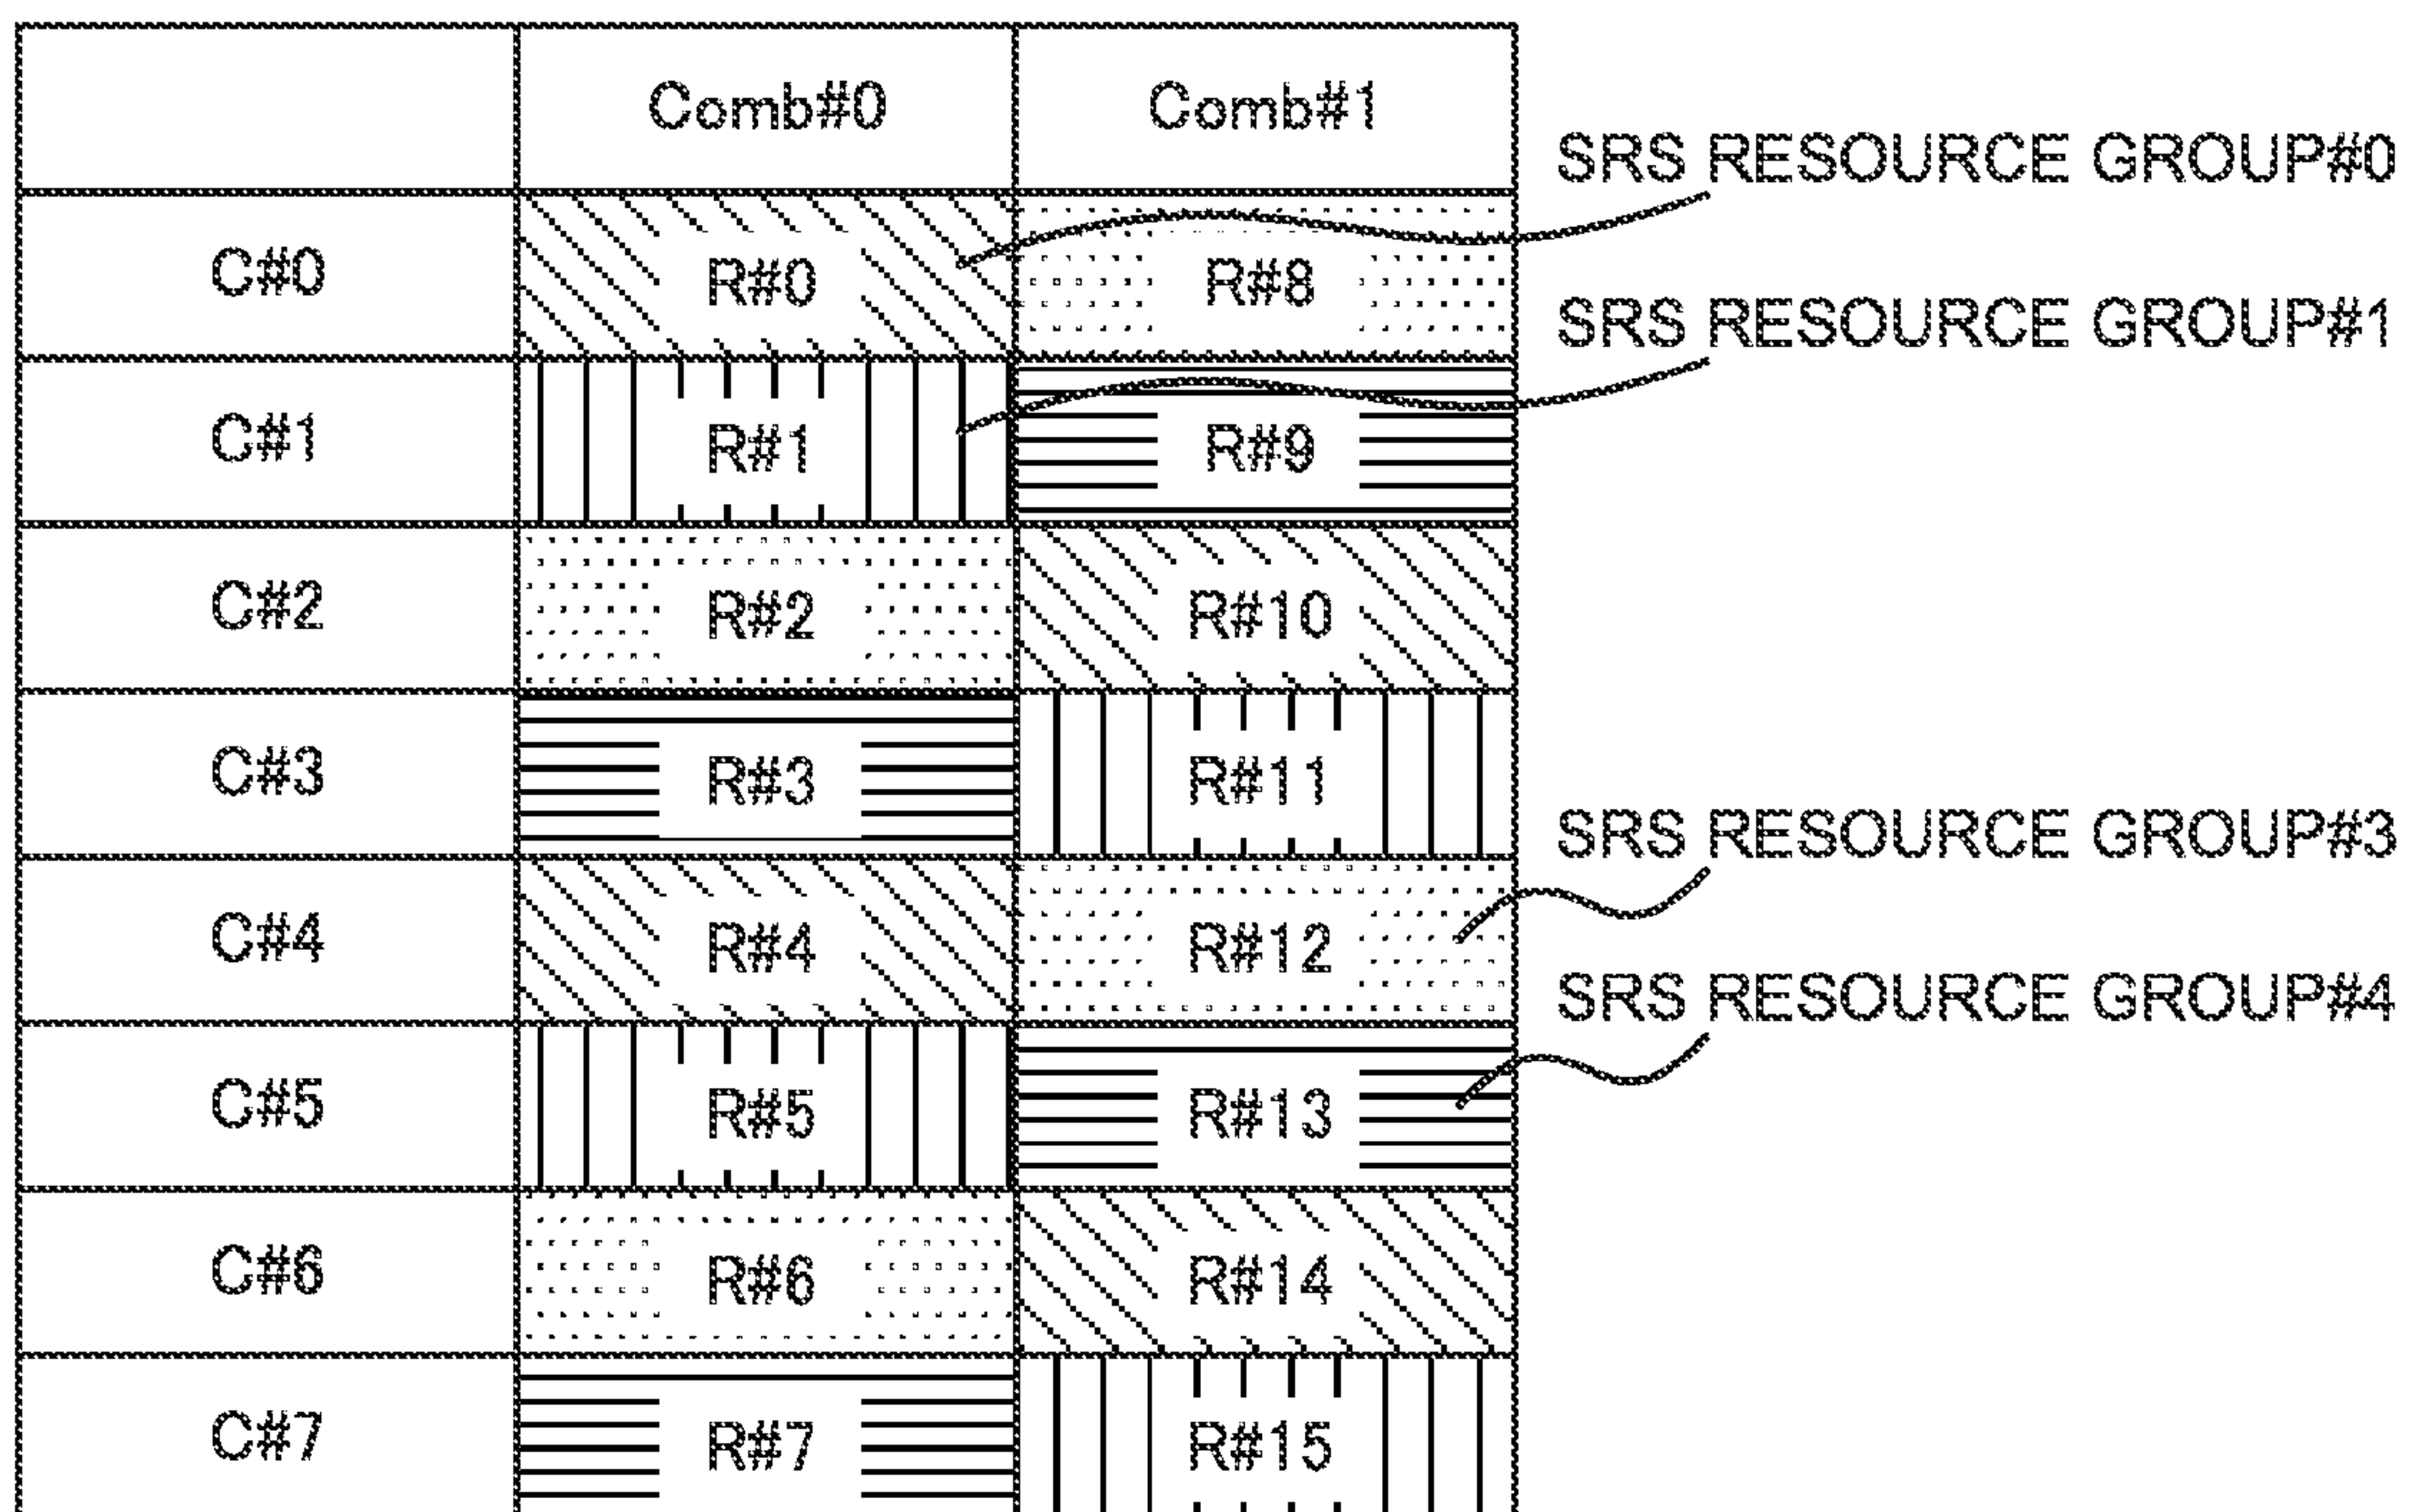 Comb#0 Comb#1
SRS RESOURCE GROUP#0
C#0 R#0 R#8
SRS RESOURCE GROUP#1
C#1 R#1 R#9
C#2 R#2 R#10
C#3 R#3 R#11
SRS RESOURCE GROUP#3
C#4 R#4 R#12
SRS RESOURCE GROUP#4
C#5 R#5 R#13
C#6 R#6 R#14
C#7 R#7 R#15